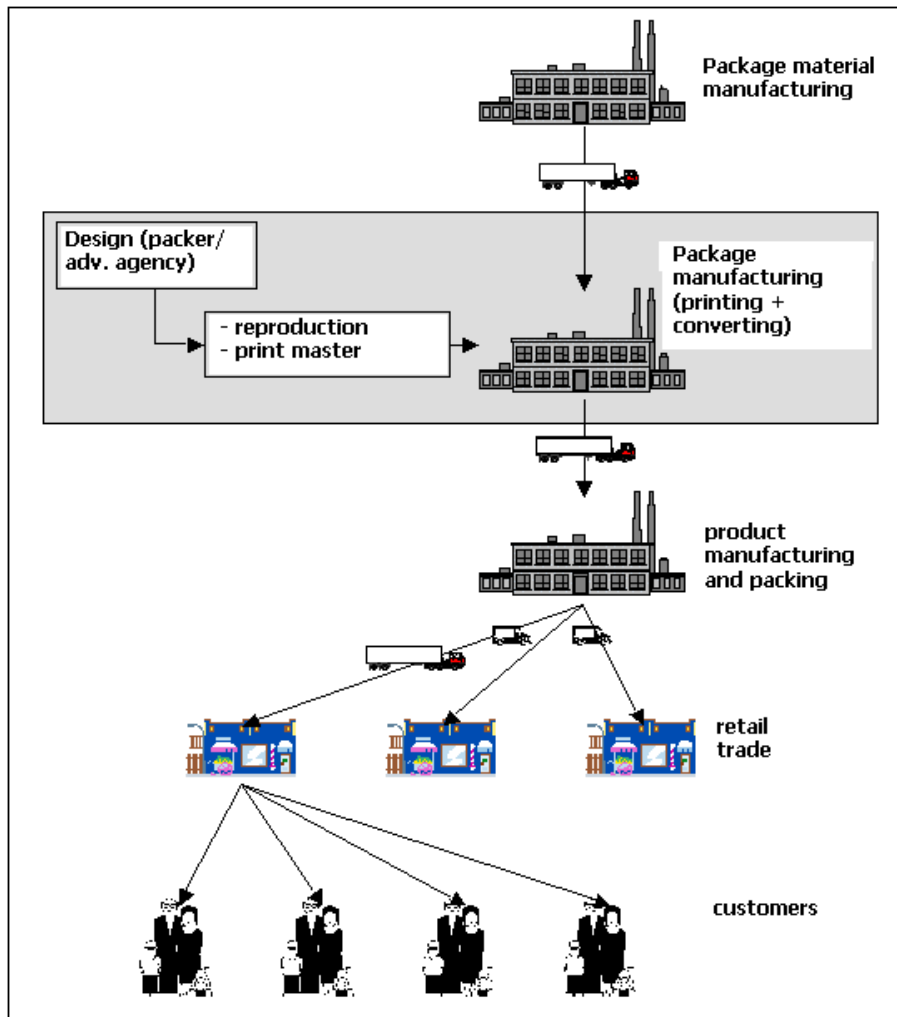 Package material
manufacturing
Design (packer/
adv. agency)
Package
manufacturing
(printing +
converting)
- reproduction
- print master
product
manufacturing
and packing
retail
trade
customers